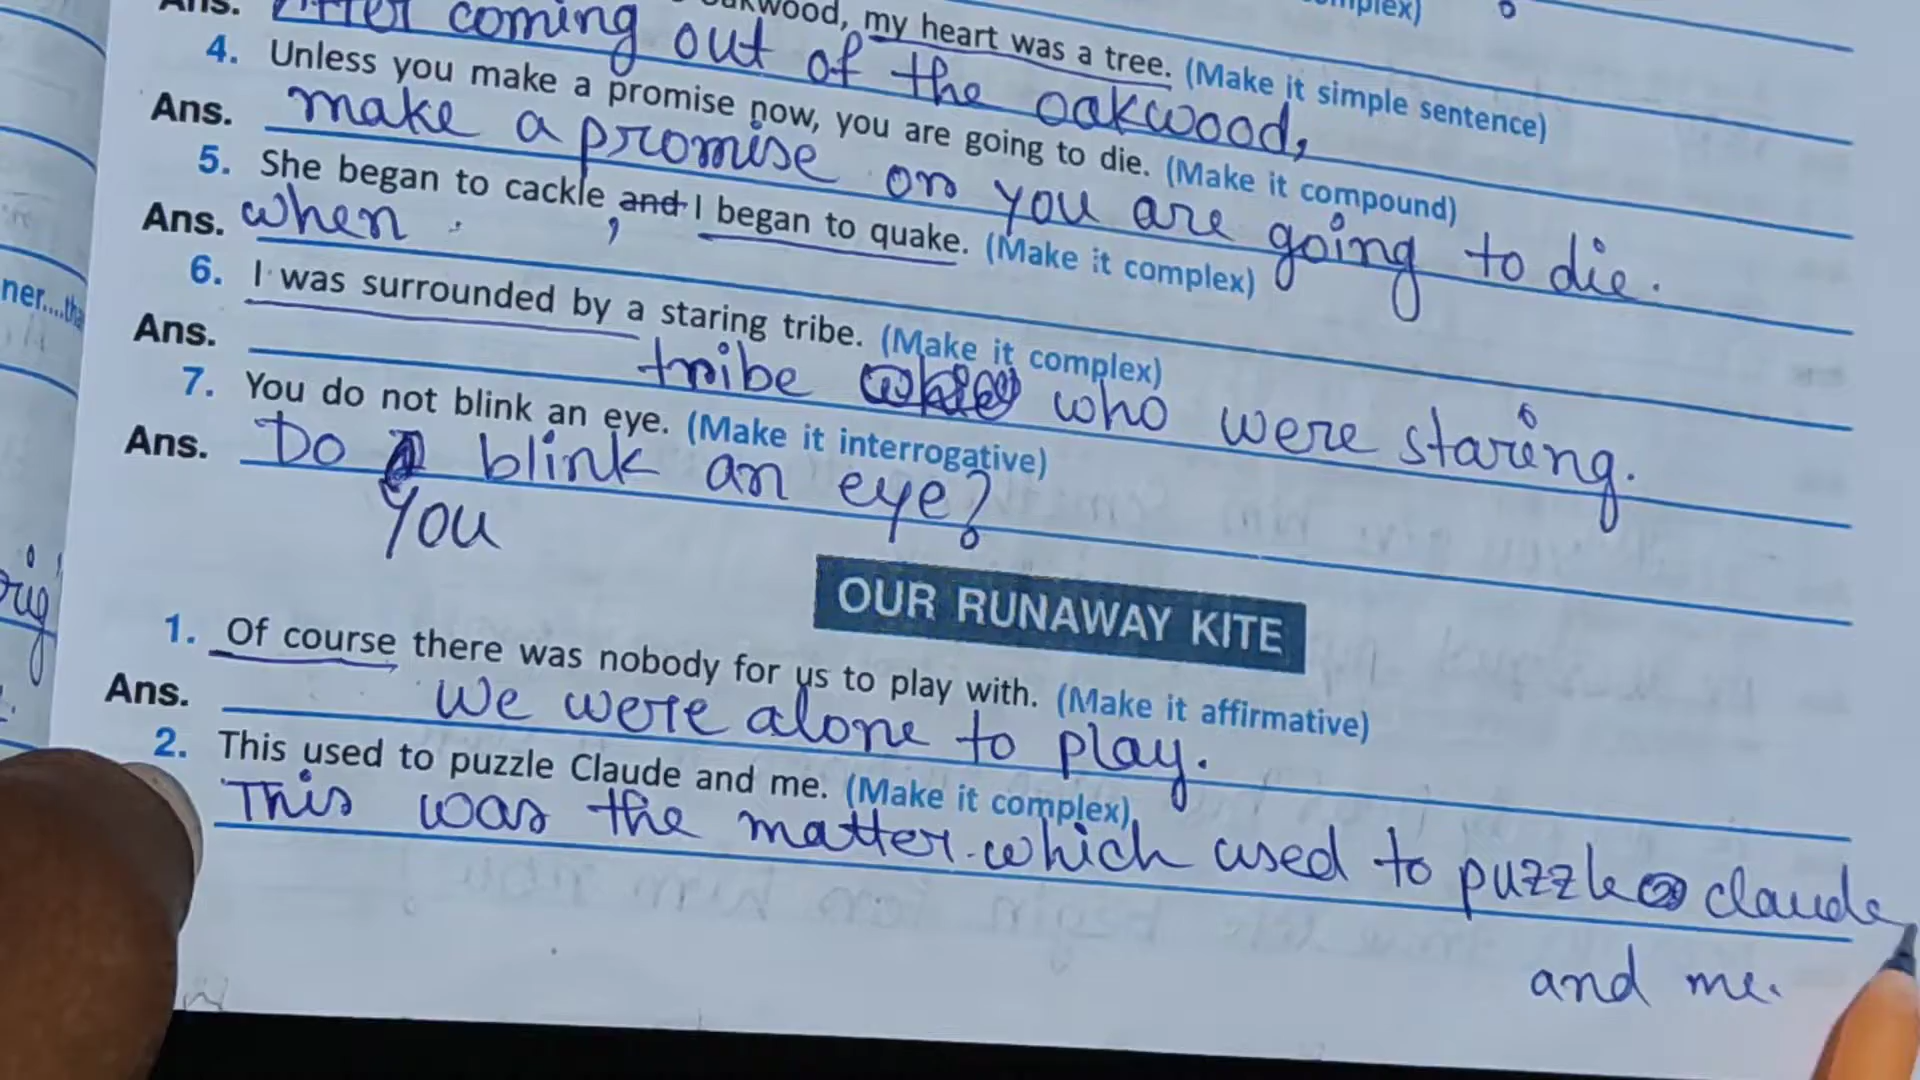 oakwood, my heart was a tree. (Make it simple sentence)
Ans. After coming out of the oakwood,
4. Unless you make a promise now, you are going to die. (Make it compound)
Ans. make a promise or you are going to die.
5. She began to cackle and I began to quake. (Make it complex)
Ans. when ,
6. I was surrounded by a staring tribe. (Make it complex)
Ans. tribe who were staring.
7. You do not blink an eye. (Make it interrogative)
Ans. Do blink an eye?
You
OUR RUNAWAY KITE
1. Of course there was nobody for us to play with. (Make it affirmative)
Ans. We were alone to play.
2. This used to puzzle Claude and me. (Make it complex)
This was the matter which used to puzzle claude
and me.